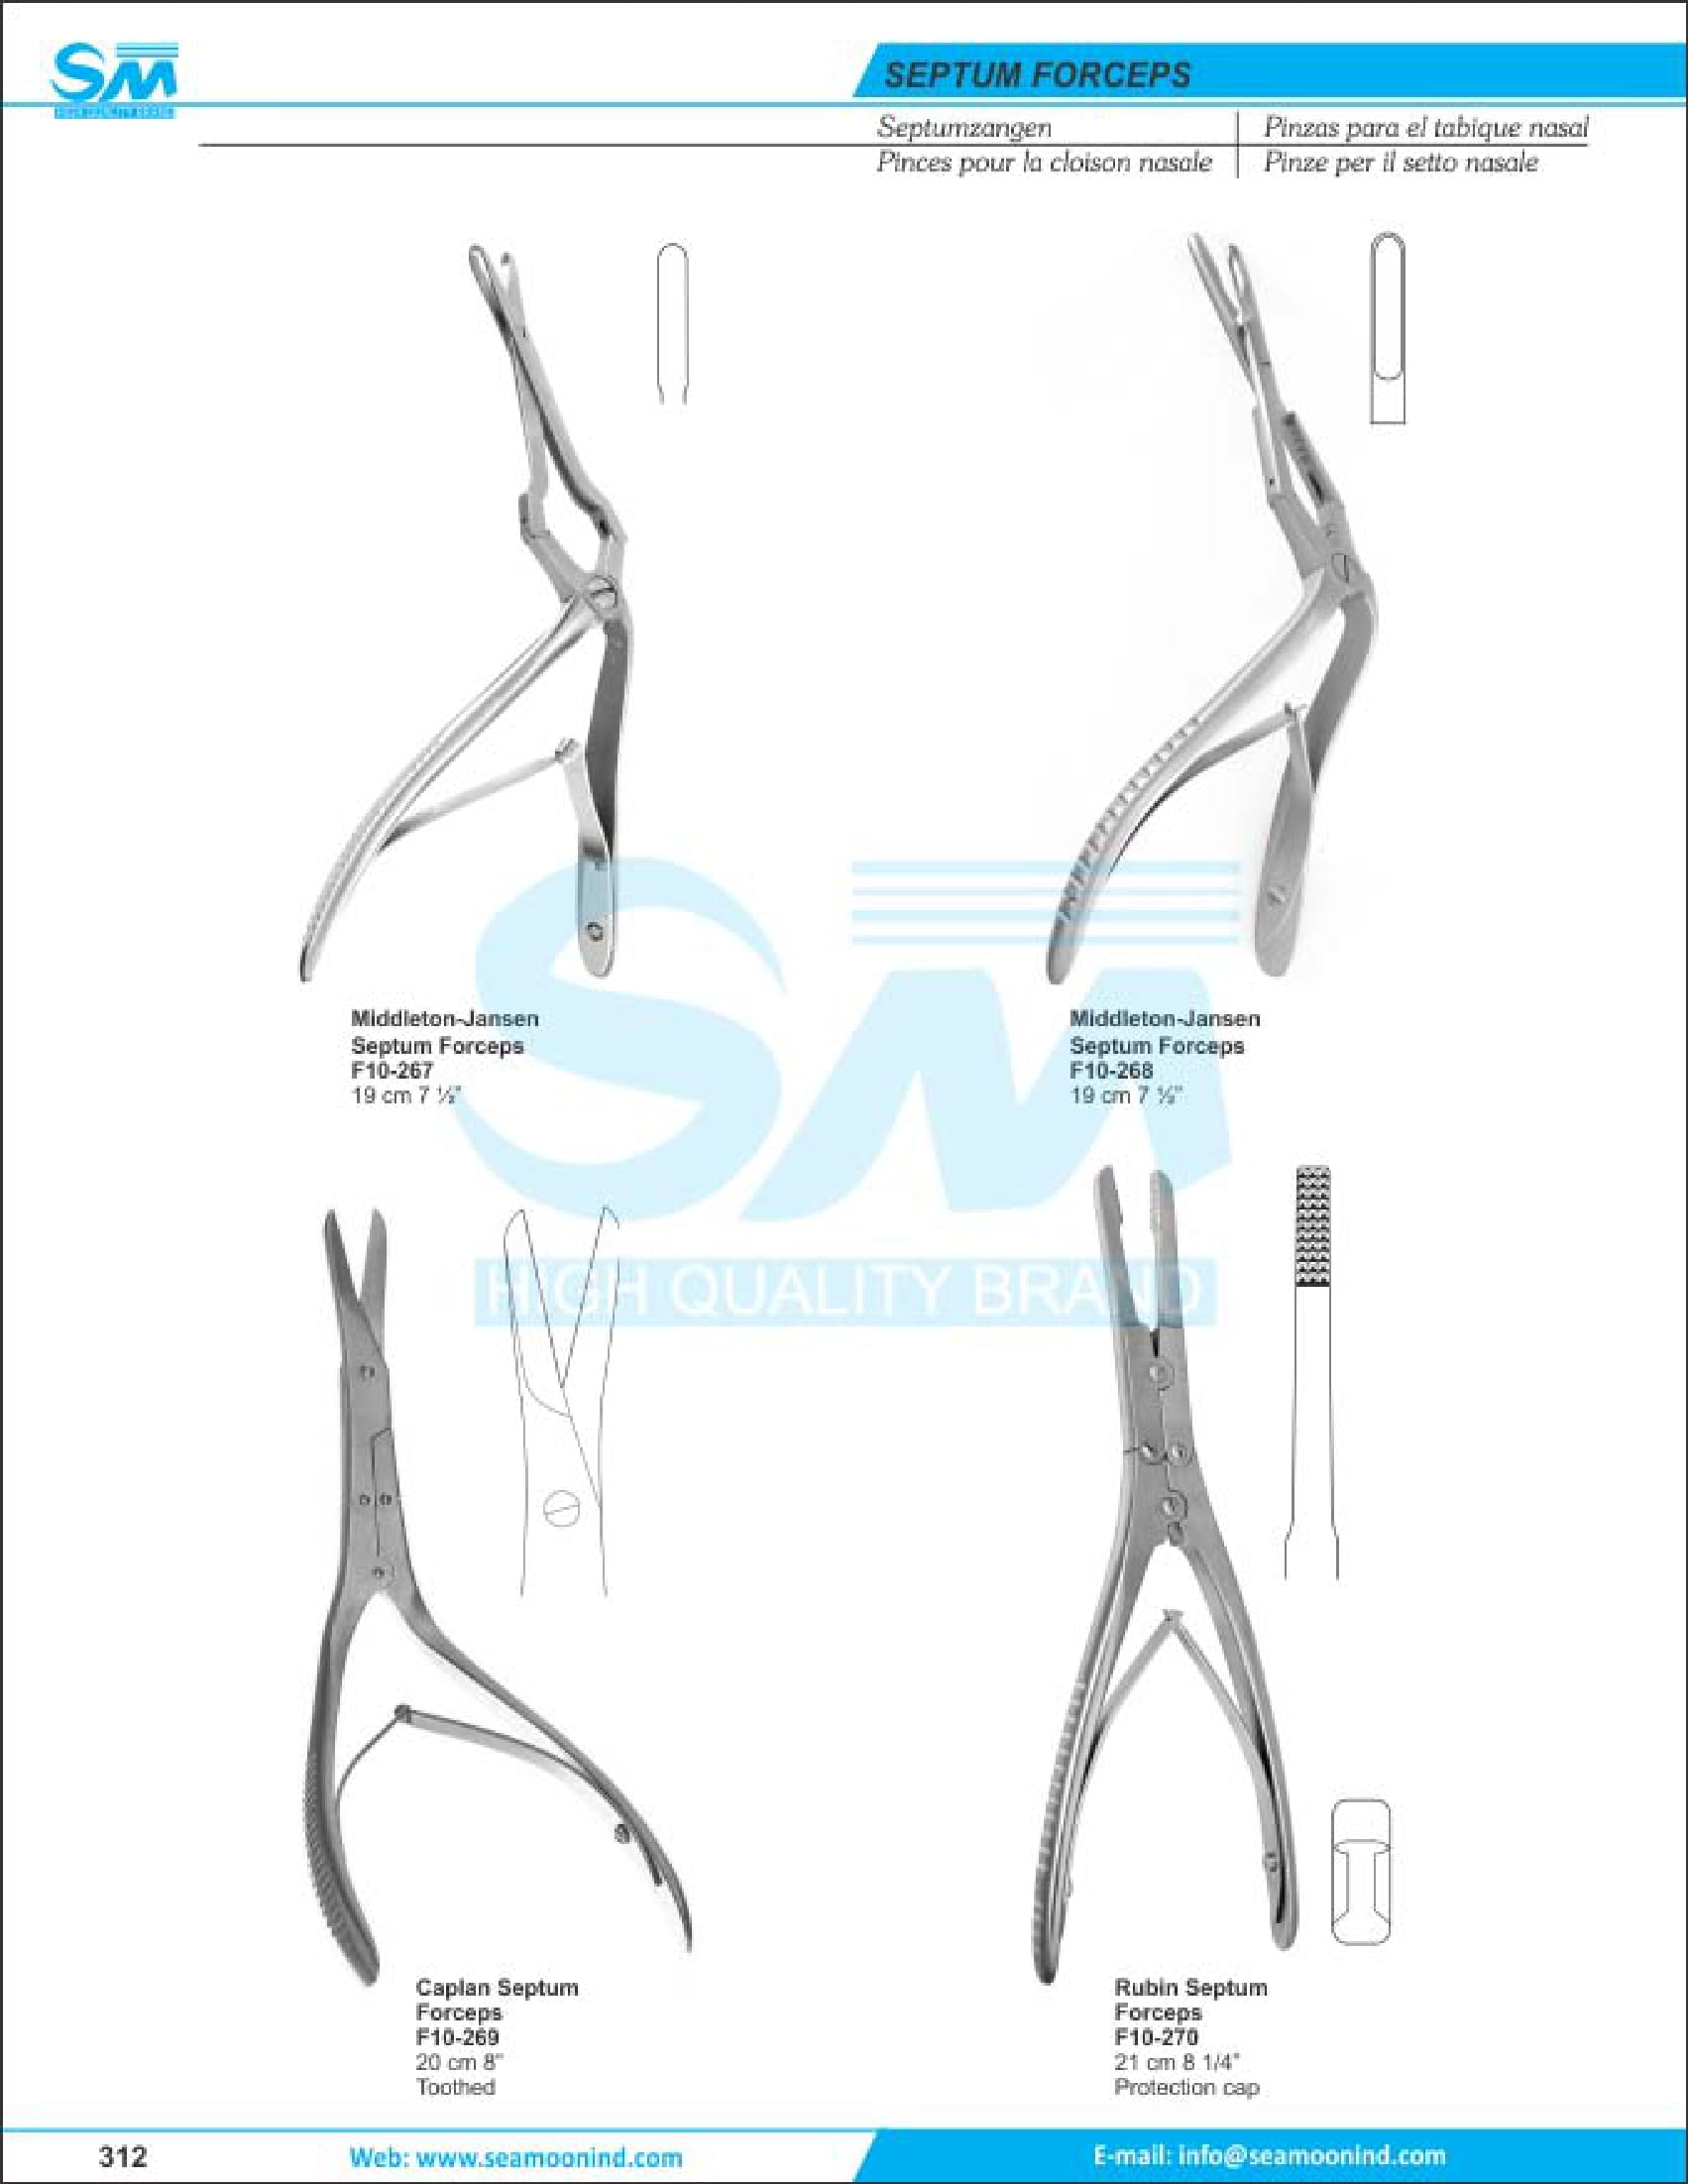 SM
SEPTUM FORCEPS
Septumzangen
Pinzas para el tabique nasal
Pinces pour la cloison nasale
Pinze per il setto nasale
Middleton-Jansen
Septum Forceps
F10-267
19 cm 7 ½"
Middleton-Jansen
Septum Forceps
F10-268
19 cm 7 ½"
SM
HIGH QUALITY BRAND
Caplan Septum
Forceps
F10-269
20 cm 8"
Toothed
Rubin Septum
Forceps
F10-270
21 cm 8 1/4"
Protection cap
312
Web: www.seamoonind.com
E-mail: info@seamoonind.com